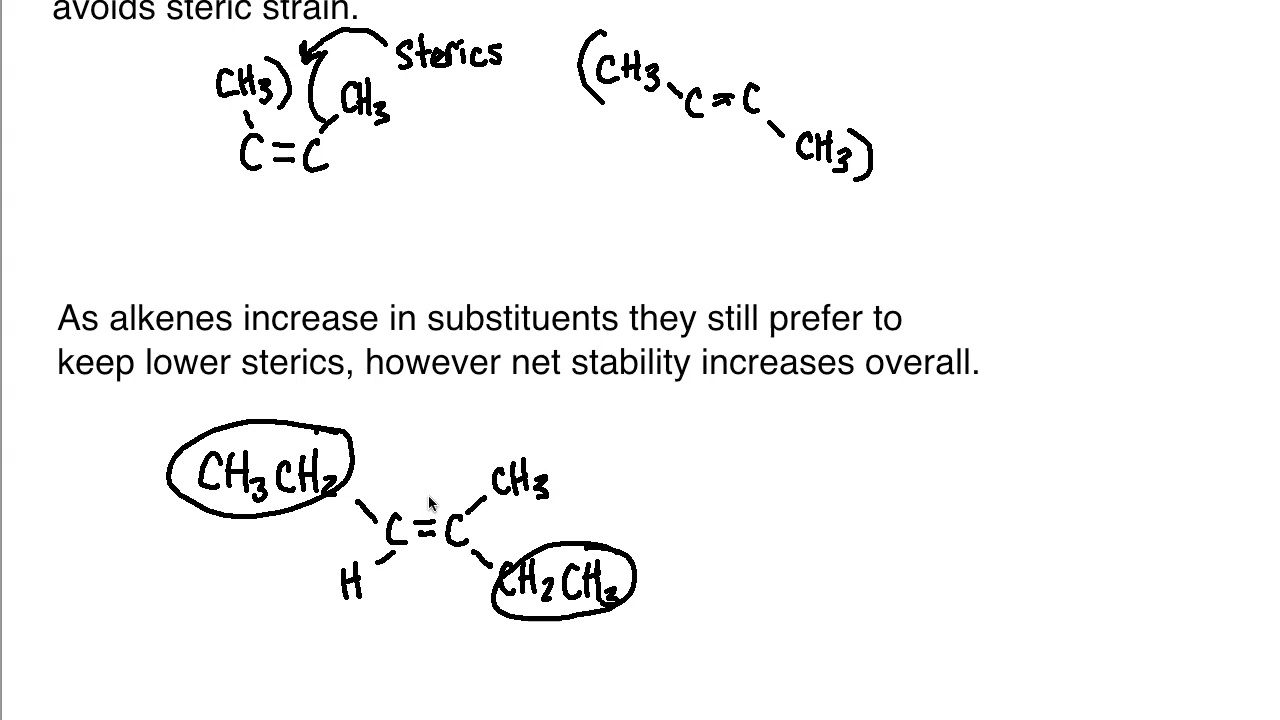 avoids steric strain.
Sterics
CH3) ( CH3
C=C
(CH3
C=C
CH3)
As alkenes increase in substituents they still prefer to
keep lower sterics, however net stability increases overall.
CH3CH2
CH3
C=C
H
CH2CH3